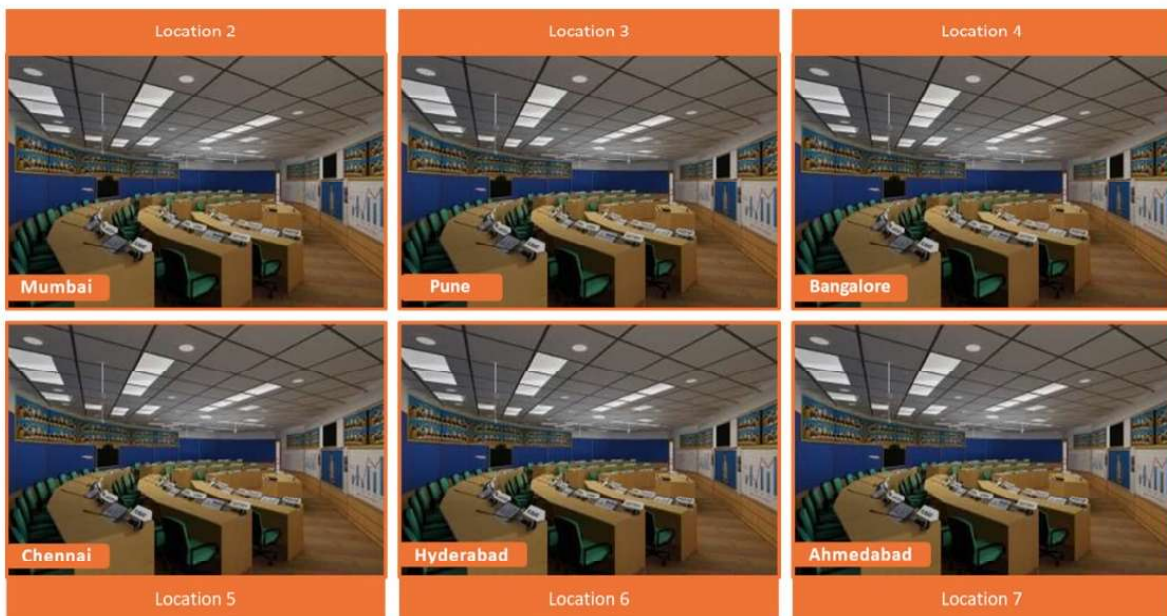 Location 2
Location 3
Location 4
Mumbai
Pune
Bangalore
Chennai
Hyderabad
Ahmedabad
Location 5
Location 6
Location 7